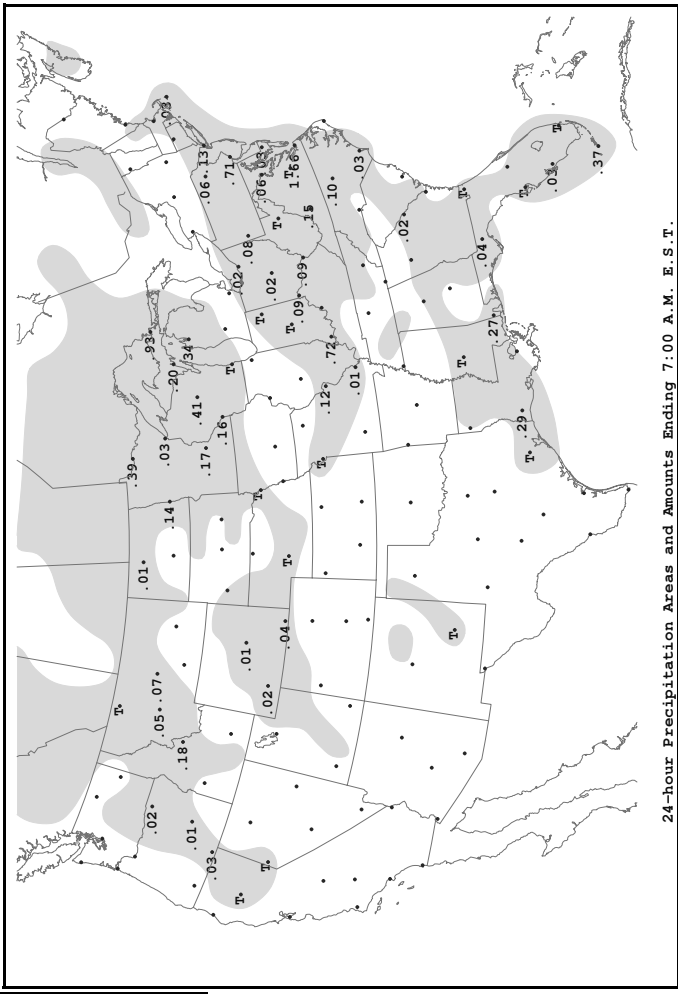 T
.39
.01
.93
.02
.07
.05
.03
.03
.14
.20
.18
.34
.01
.41
.13
.17
.06
.03
.16
.71
T
.02
T
.01
.08
T
.06
.03
T
T
.02
.02
T
.04
T
T
T
1.66
.09
.09
.15
T
.12
.72
.10
.01
.03
.02
T
T
T
.04
.27
.29
T
T
T
.37
24-hour Precipitation Areas and Amounts Ending 7:00 A.M. E.S.T.